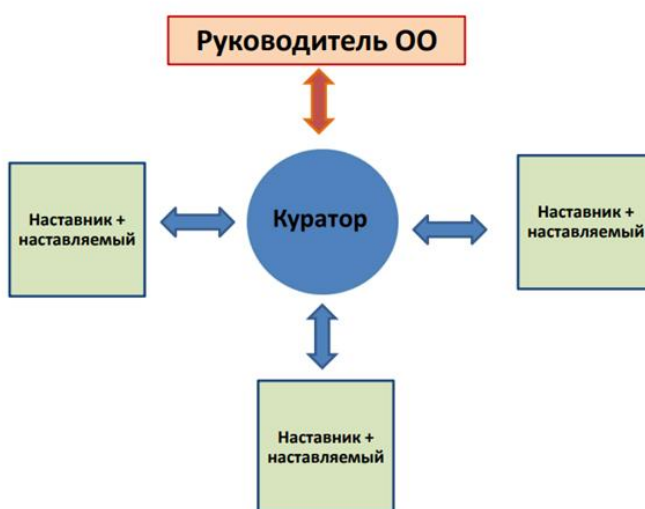 Руководитель ОО
Наставник +
наставляемый
Куратор
Наставник +
наставляемый
Наставник +
наставляемый